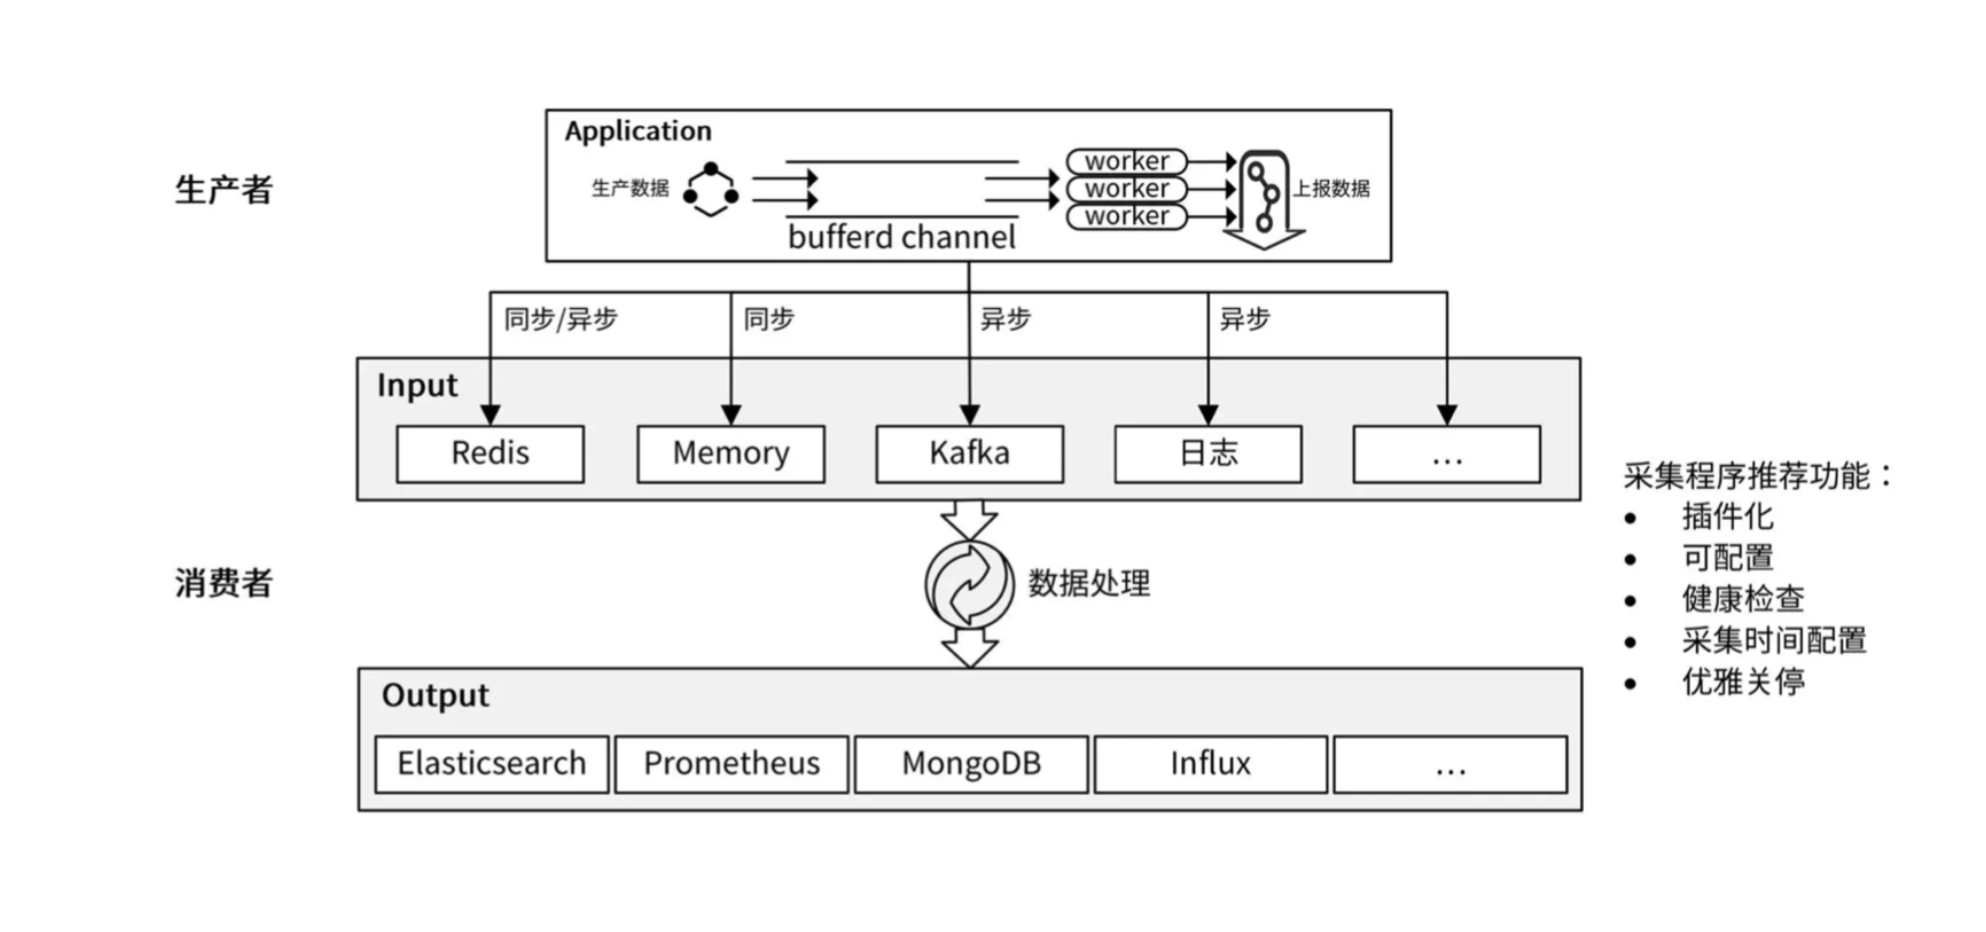 Application
生产者
生产数据
bufferd channel
worker
worker
worker
上报数据
同步/异步
同步
异步
异步
Input
Redis
Memory
Kafka
日志
...
消费者
数据处理
Output
Elasticsearch
Prometheus
MongoDB
Influx
...
采集程序推荐功能：
• 插件化
• 可配置
• 健康检查
• 采集时间配置
• 优雅关停